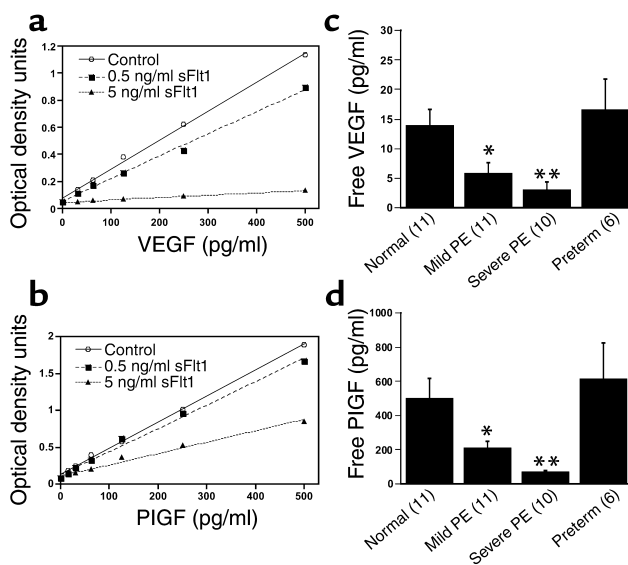 a
Optical density units
1.2
1
0.8
0.6
0.4
0.2
0
Control
0.5 ng/ml sFlt1
5 ng/ml sFlt1
0 100 200 300 400 500
VEGF (pg/ml)
b
Optical density units
2
1.5
1
0.5
0
Control
0.5 ng/ml sFlt1
5 ng/ml sFlt1
0 100 200 300 400 500
PlGF (pg/ml)
c
Free VEGF (pg/ml)
30
25
20
15
10
5
0
*
**
Normal (11)
Mild PE (11)
Severe PE (10)
Preterm (6)
d
Free PlGF (pg/ml)
1000
800
600
400
200
0
*
**
Normal (11)
Mild PE (11)
Severe PE (10)
Preterm (6)